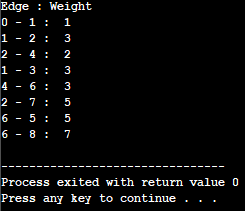 Edge : Weight
0 - 1 :  1
1 - 2 :  3
2 - 4 :  2
1 - 3 :  3
4 - 6 :  3
2 - 7 :  5
6 - 5 :  5
6 - 8 :  7
--------------------------------
Process exited with return value 0
Press any key to continue . . .